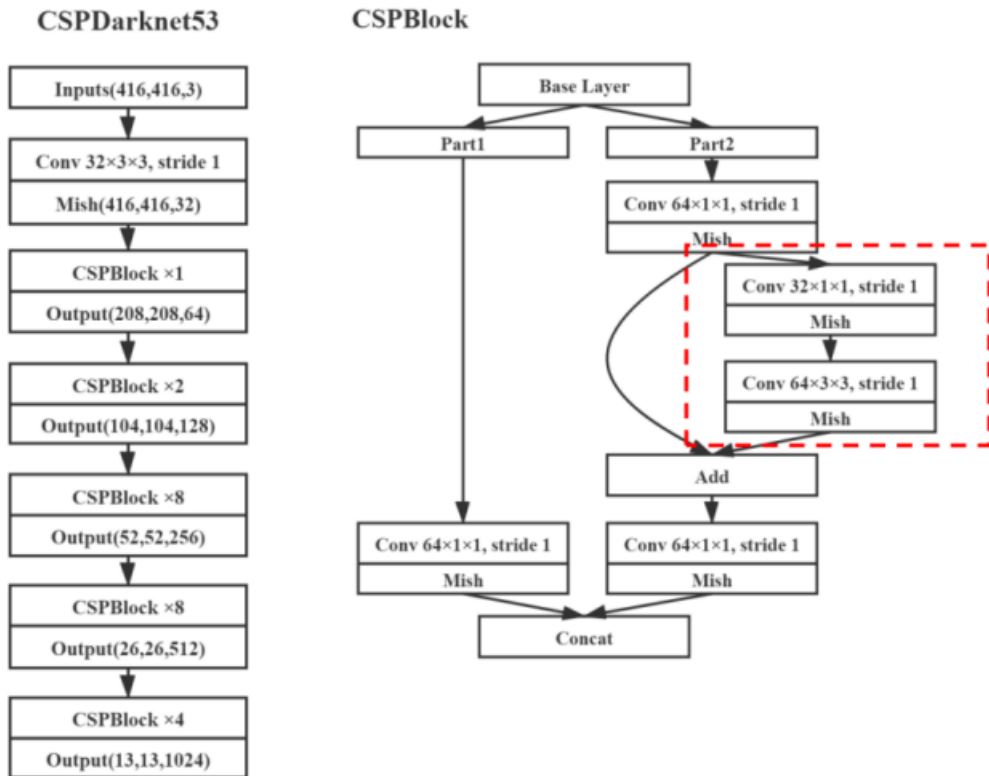 CSPDarknet53
Inputs(416,416,3)
Conv 32×3×3, stride 1
Mish(416,416,32)
CSPBlock ×1
Output(208,208,64)
CSPBlock ×2
Output(104,104,128)
CSPBlock ×8
Output(52,52,256)
CSPBlock ×8
Output(26,26,512)
CSPBlock ×4
Output(13,13,1024)
CSPBlock
Base Layer
Part1
Part2
Conv 64×1×1, stride 1
Mish
Conv 32×1×1, stride 1
Mish
Conv 64×3×3, stride 1
Mish
Add
Conv 64×1×1, stride 1
Mish
Conv 64×1×1, stride 1
Mish
Concat